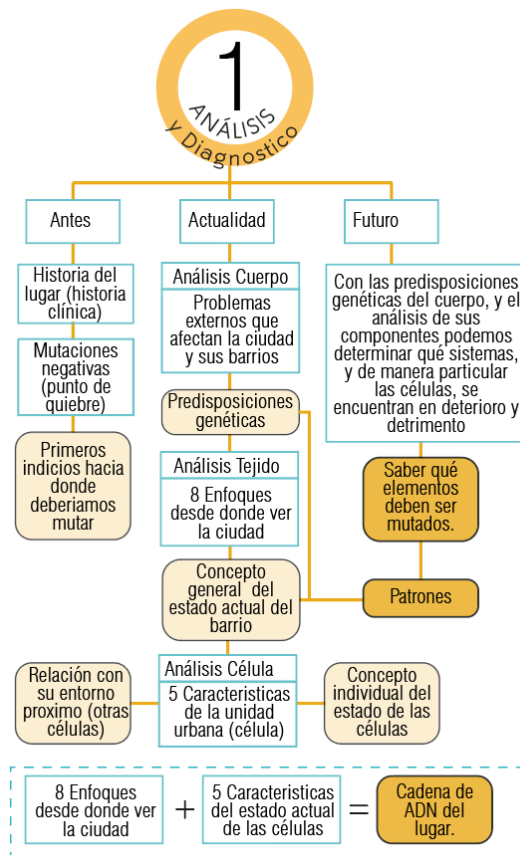 1
ANÁLISIS
y Diagnostico
Antes
Actualidad
Futuro
Historia del
lugar (historia
clínica)
Mutaciones
negativas
(punto de
quiebre)
Primeros
indicios hacia
donde
deberiamos
mutar
Análisis Cuerpo
Problemas
externos que
afectan la ciudad
y sus barrios
Predisposiciones
genéticas
Análisis Tejido
8 Enfoques
desde donde ver
la ciudad
Concepto
general del
estado actual del
barrio
Con las predisposiciones
genéticas del cuerpo, y el
análisis de sus
componentes podemos
determinar qué sistemas,
y de manera particular
las células, se
encuentran en deterioro y
detrimento
Saber qué
elementos
deben ser
mutados.
Patrones
Relación con
su entorno
proximo (otras
células)
Análisis Célula
5 Caracteristicas
de la unidad
urbana (célula)
Concepto
individual del
estado de las
células
8 Enfoques
desde donde ver
la ciudad
+
5 Caracteristicas
del estado actual
de las células
=
Cadena de
ADN del
lugar.